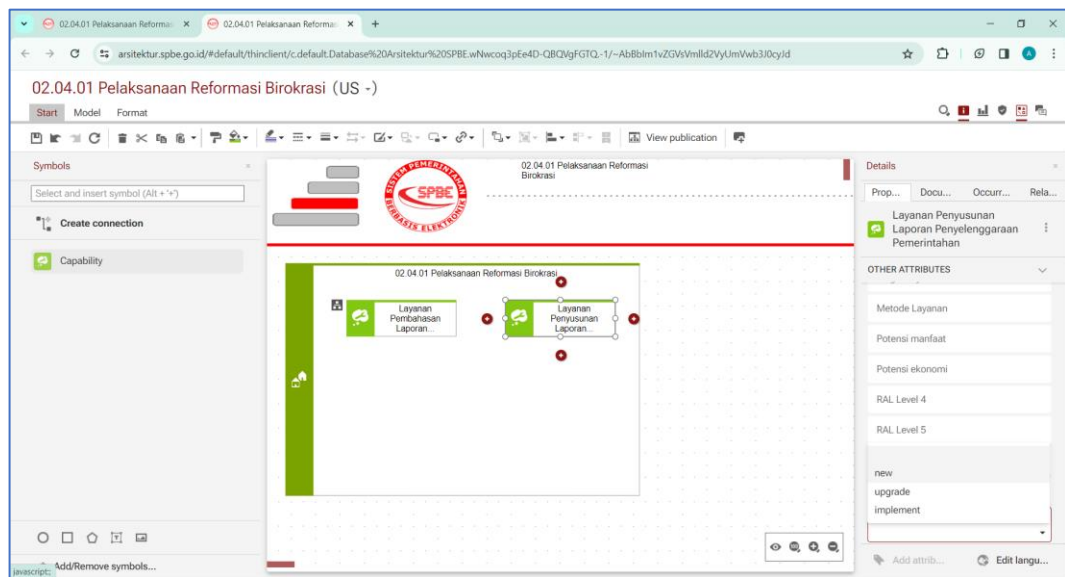 02.04.01 Pelaksanaan Reformas
02.04.01 Pelaksanaan Reformas
arsitektur.spbe.go.id/#default/thinclient/c.default.Database%20Arsitektur%20SPBE.wNwcoq3pEe4D-QBQVgFGTQ.-1/~AbBbIm1vZGVsVmlld2VyUmVwb3J0cyJd
A
02.04.01 Pelaksanaan Reformasi Birokrasi (US -)
Start Model Format
View publication
Symbols
Select and insert symbol (Alt + '+')
Create connection
Capability
Add/Remove symbols...
javascript:;
SISTEM PEMERINTAHAN
SPBE
BERBASIS ELEKTRONIK
02.04.01 Pelaksanaan Reformasi
Birokrasi
02.04.01 Pelaksanaan Reformasi Birokrasi
Layanan
Pembahasan
Laporan...
Layanan
Penyusunan
Laporan...
Details
Prop... Docu... Occurr... Rela...
Layanan Penyusunan
Laporan Penyelenggaraan
Pemerintahan
OTHER ATTRIBUTES
Metode Layanan
Potensi manfaat
Potensi ekonomi
RAL Level 4
RAL Level 5
new
upgrade
implement
Add attrib... Edit langu...